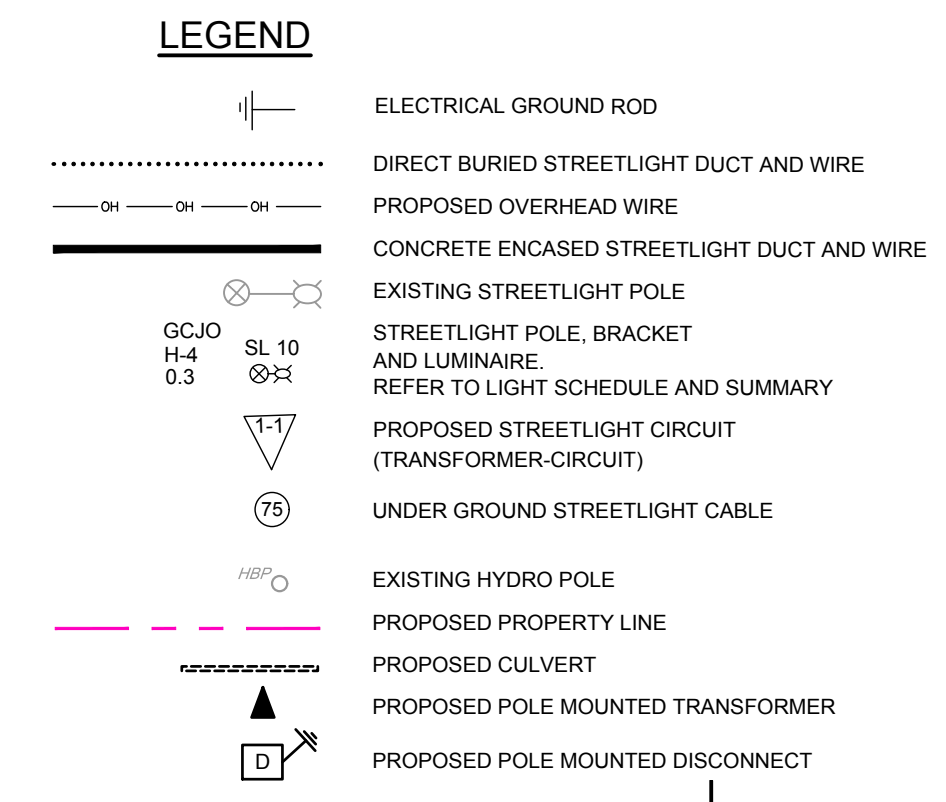 LEGEND
ELECTRICAL GROUND ROD
DIRECT BURIED STREETLIGHT DUCT AND WIRE
OH OH OH PROPOSED OVERHEAD WIRE
CONCRETE ENCASED STREETLIGHT DUCT AND WIRE
EXISTING STREETLIGHT POLE
GCJO
H-4
0.3
SL 10
STREETLIGHT POLE, BRACKET
AND LUMINAIRE.
REFER TO LIGHT SCHEDULE AND SUMMARY
1-1 PROPOSED STREETLIGHT CIRCUIT
(TRANSFORMER-CIRCUIT)
75 UNDER GROUND STREETLIGHT CABLE
HBP EXISTING HYDRO POLE
PROPOSED PROPERTY LINE
PROPOSED CULVERT
PROPOSED POLE MOUNTED TRANSFORMER
D PROPOSED POLE MOUNTED DISCONNECT